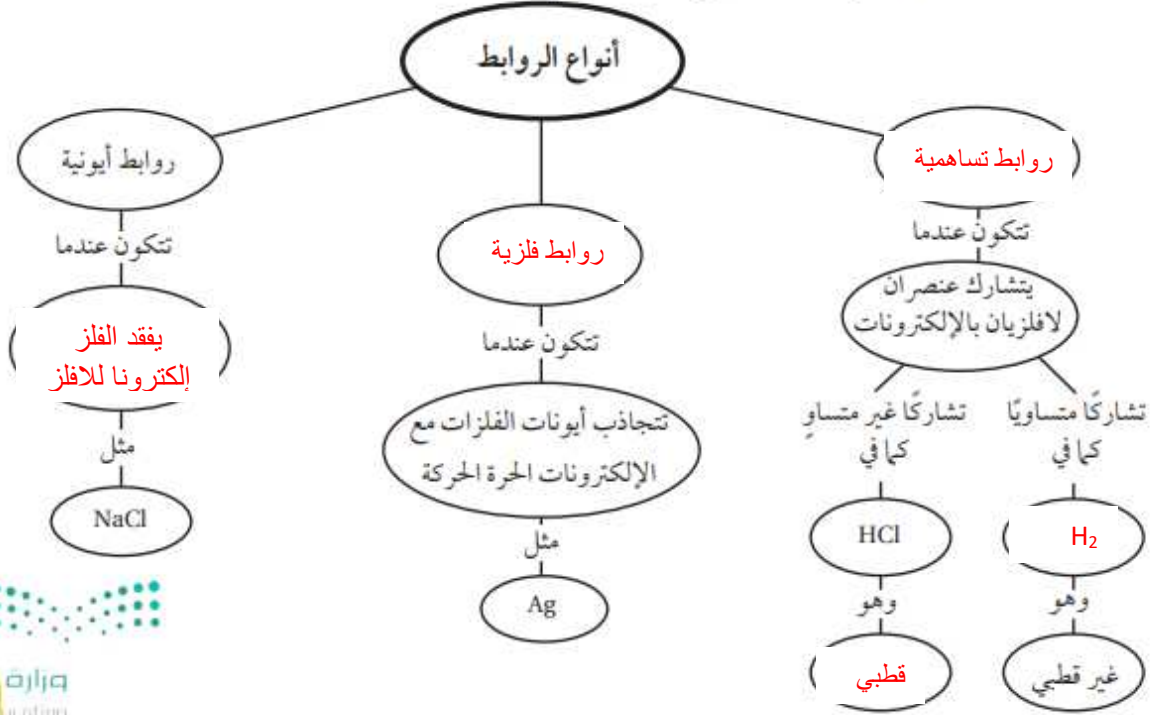 أنواع الروابط
روابط تساهمية
تتكون عندما
يتشارك عنصران
لافلزيان بالإلكترونات
تشاركًا متساويًا
كما في
H₂
وهو
غير قطبي
تشاركًا غير متساوٍ
كما في
HCl
وهو
قطبي
روابط فلزية
تتكون عندما
تتجاذب أيونات الفلزات مع
الإلكترونات الحرة الحركة
مثل
Ag
روابط أيونية
تتكون عندما
يفقد الفلز
إلكترونا للافلز
مثل
NaCl
وزارة